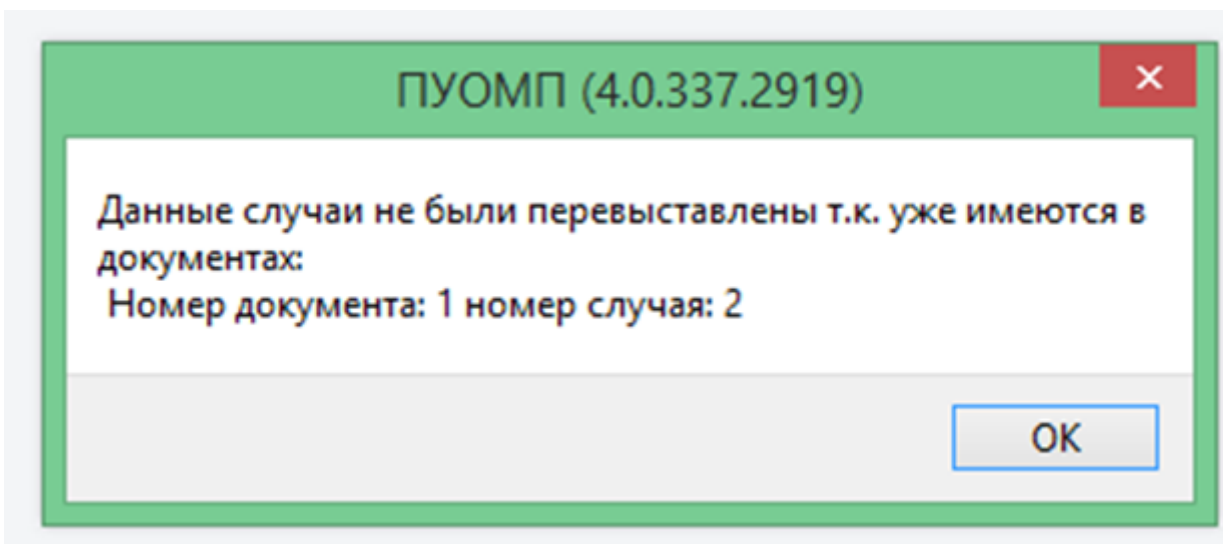 ПУОМП (4.0.337.2919)
Данные случаи не были перевыставлены т.к. уже имеются в
документах:
Номер документа: 1 номер случая: 2
ОК